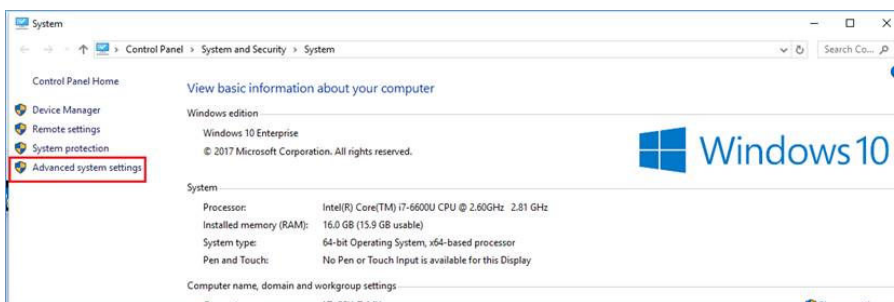 System
Control Panel > System and Security > System
Search Co...
Control Panel Home
View basic information about your computer
Device Manager
Windows edition
Remote settings
Windows 10 Enterprise
System protection
© 2017 Microsoft Corporation. All rights reserved.
Windows 10
Advanced system settings
System
Processor: Intel(R) Core(TM) i7-6600U CPU @ 2.60GHz 2.81 GHz
Installed memory (RAM): 16.0 GB (15.9 GB usable)
System type: 64-bit Operating System, x64-based processor
Pen and Touch: No Pen or Touch Input is available for this Display
Computer name, domain and workgroup settings